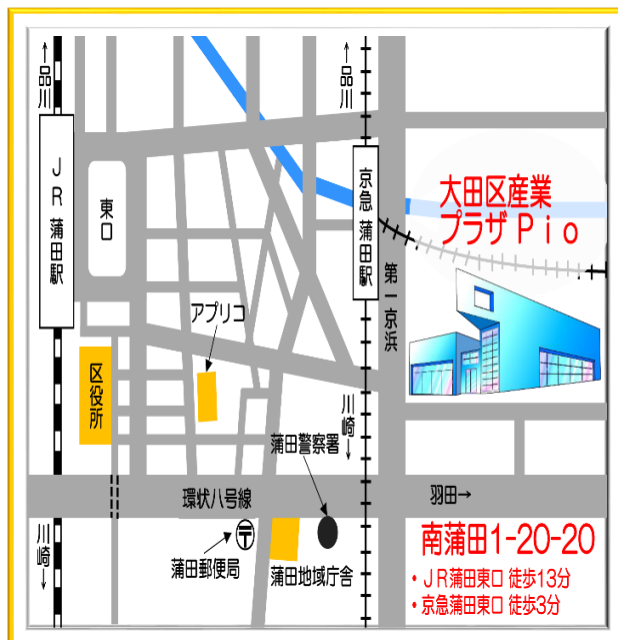 ↑品川
↑品川
JR 蒲田駅
東口
京急 蒲田駅
大田区産業
プラザ Pio
第一京浜
アプリコ
区役所
川崎→
蒲田警察署
環状八号線
羽田→
川崎→
蒲田郵便局
〒
蒲田地域庁舎
南蒲田1-20-20
・JR蒲田東口 徒歩13分
・京急蒲田東口 徒歩3分